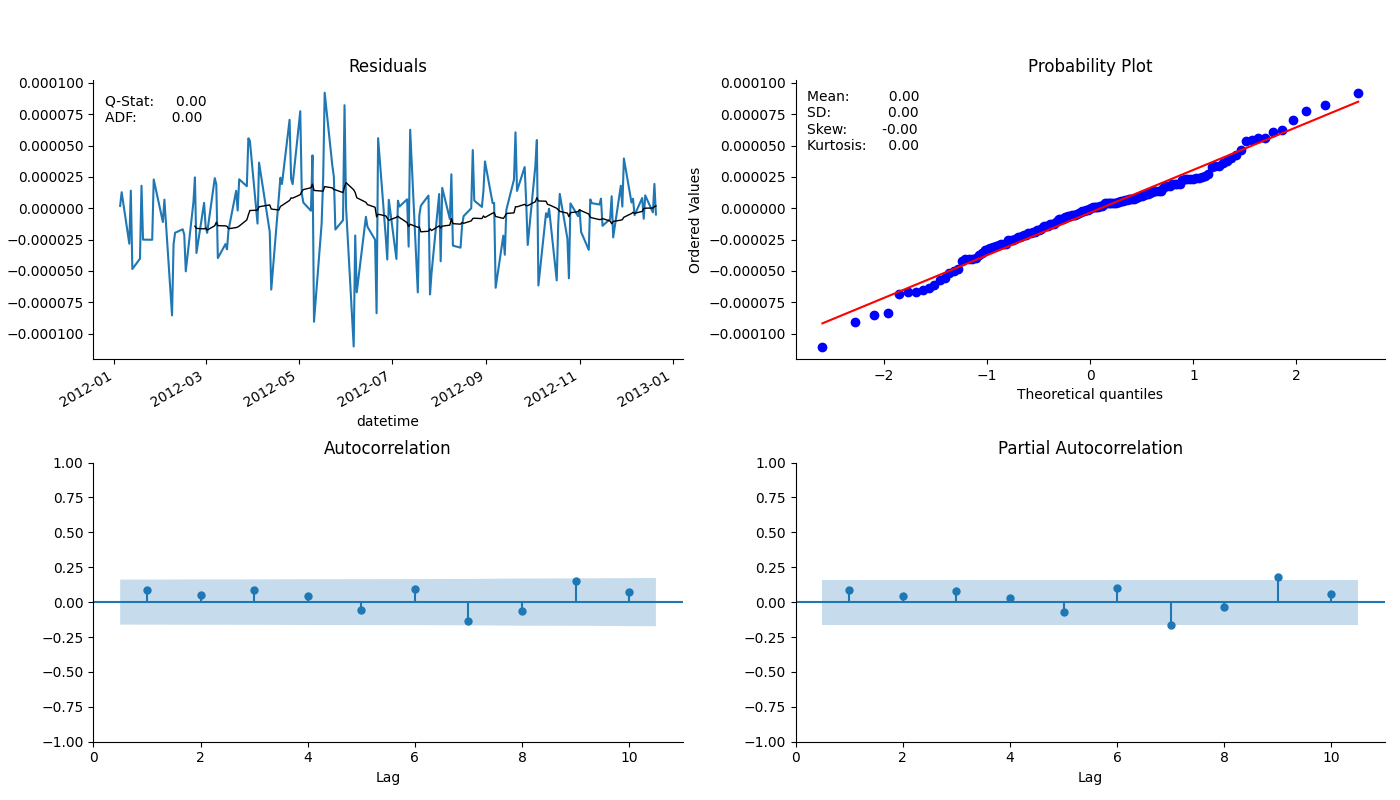 Residuals
0.000100
0.000075
0.000050
0.000025
0.000000
−0.000025
−0.000050
−0.000075
−0.000100
Q-Stat: 0.00
ADF: 0.00
2012-01
2012-03
2012-05
2012-07
2012-09
2012-11
2013-01
datetime
Probability Plot
Ordered Values
0.000100
0.000075
0.000050
0.000025
0.000000
−0.000025
−0.000050
−0.000075
−0.000100
Mean: 0.00
SD: 0.00
Skew: -0.00
Kurtosis: 0.00
−2 −1 0 1 2
Theoretical quantiles
Autocorrelation
1.00
0.75
0.50
0.25
0.00
−0.25
−0.50
−0.75
−1.00
0 2 4 6 8 10
Lag
Partial Autocorrelation
1.00
0.75
0.50
0.25
0.00
−0.25
−0.50
−0.75
−1.00
0 2 4 6 8 10
Lag